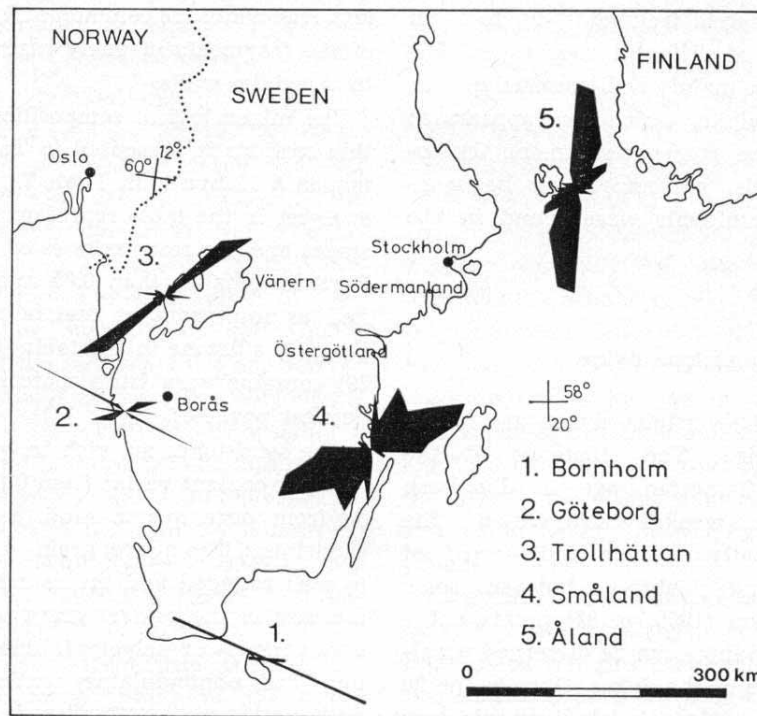 NORWAY
SWEDEN
FINLAND
5.
Oslo
60° 12°
3.
Vänern
Stockholm
Södermanland
Östergötland
Borås
2.
4.
58°
20°
1. Bornholm
2. Göteborg
3. Trollhättan
4. Småland
5. Åland
1.
0 300 km